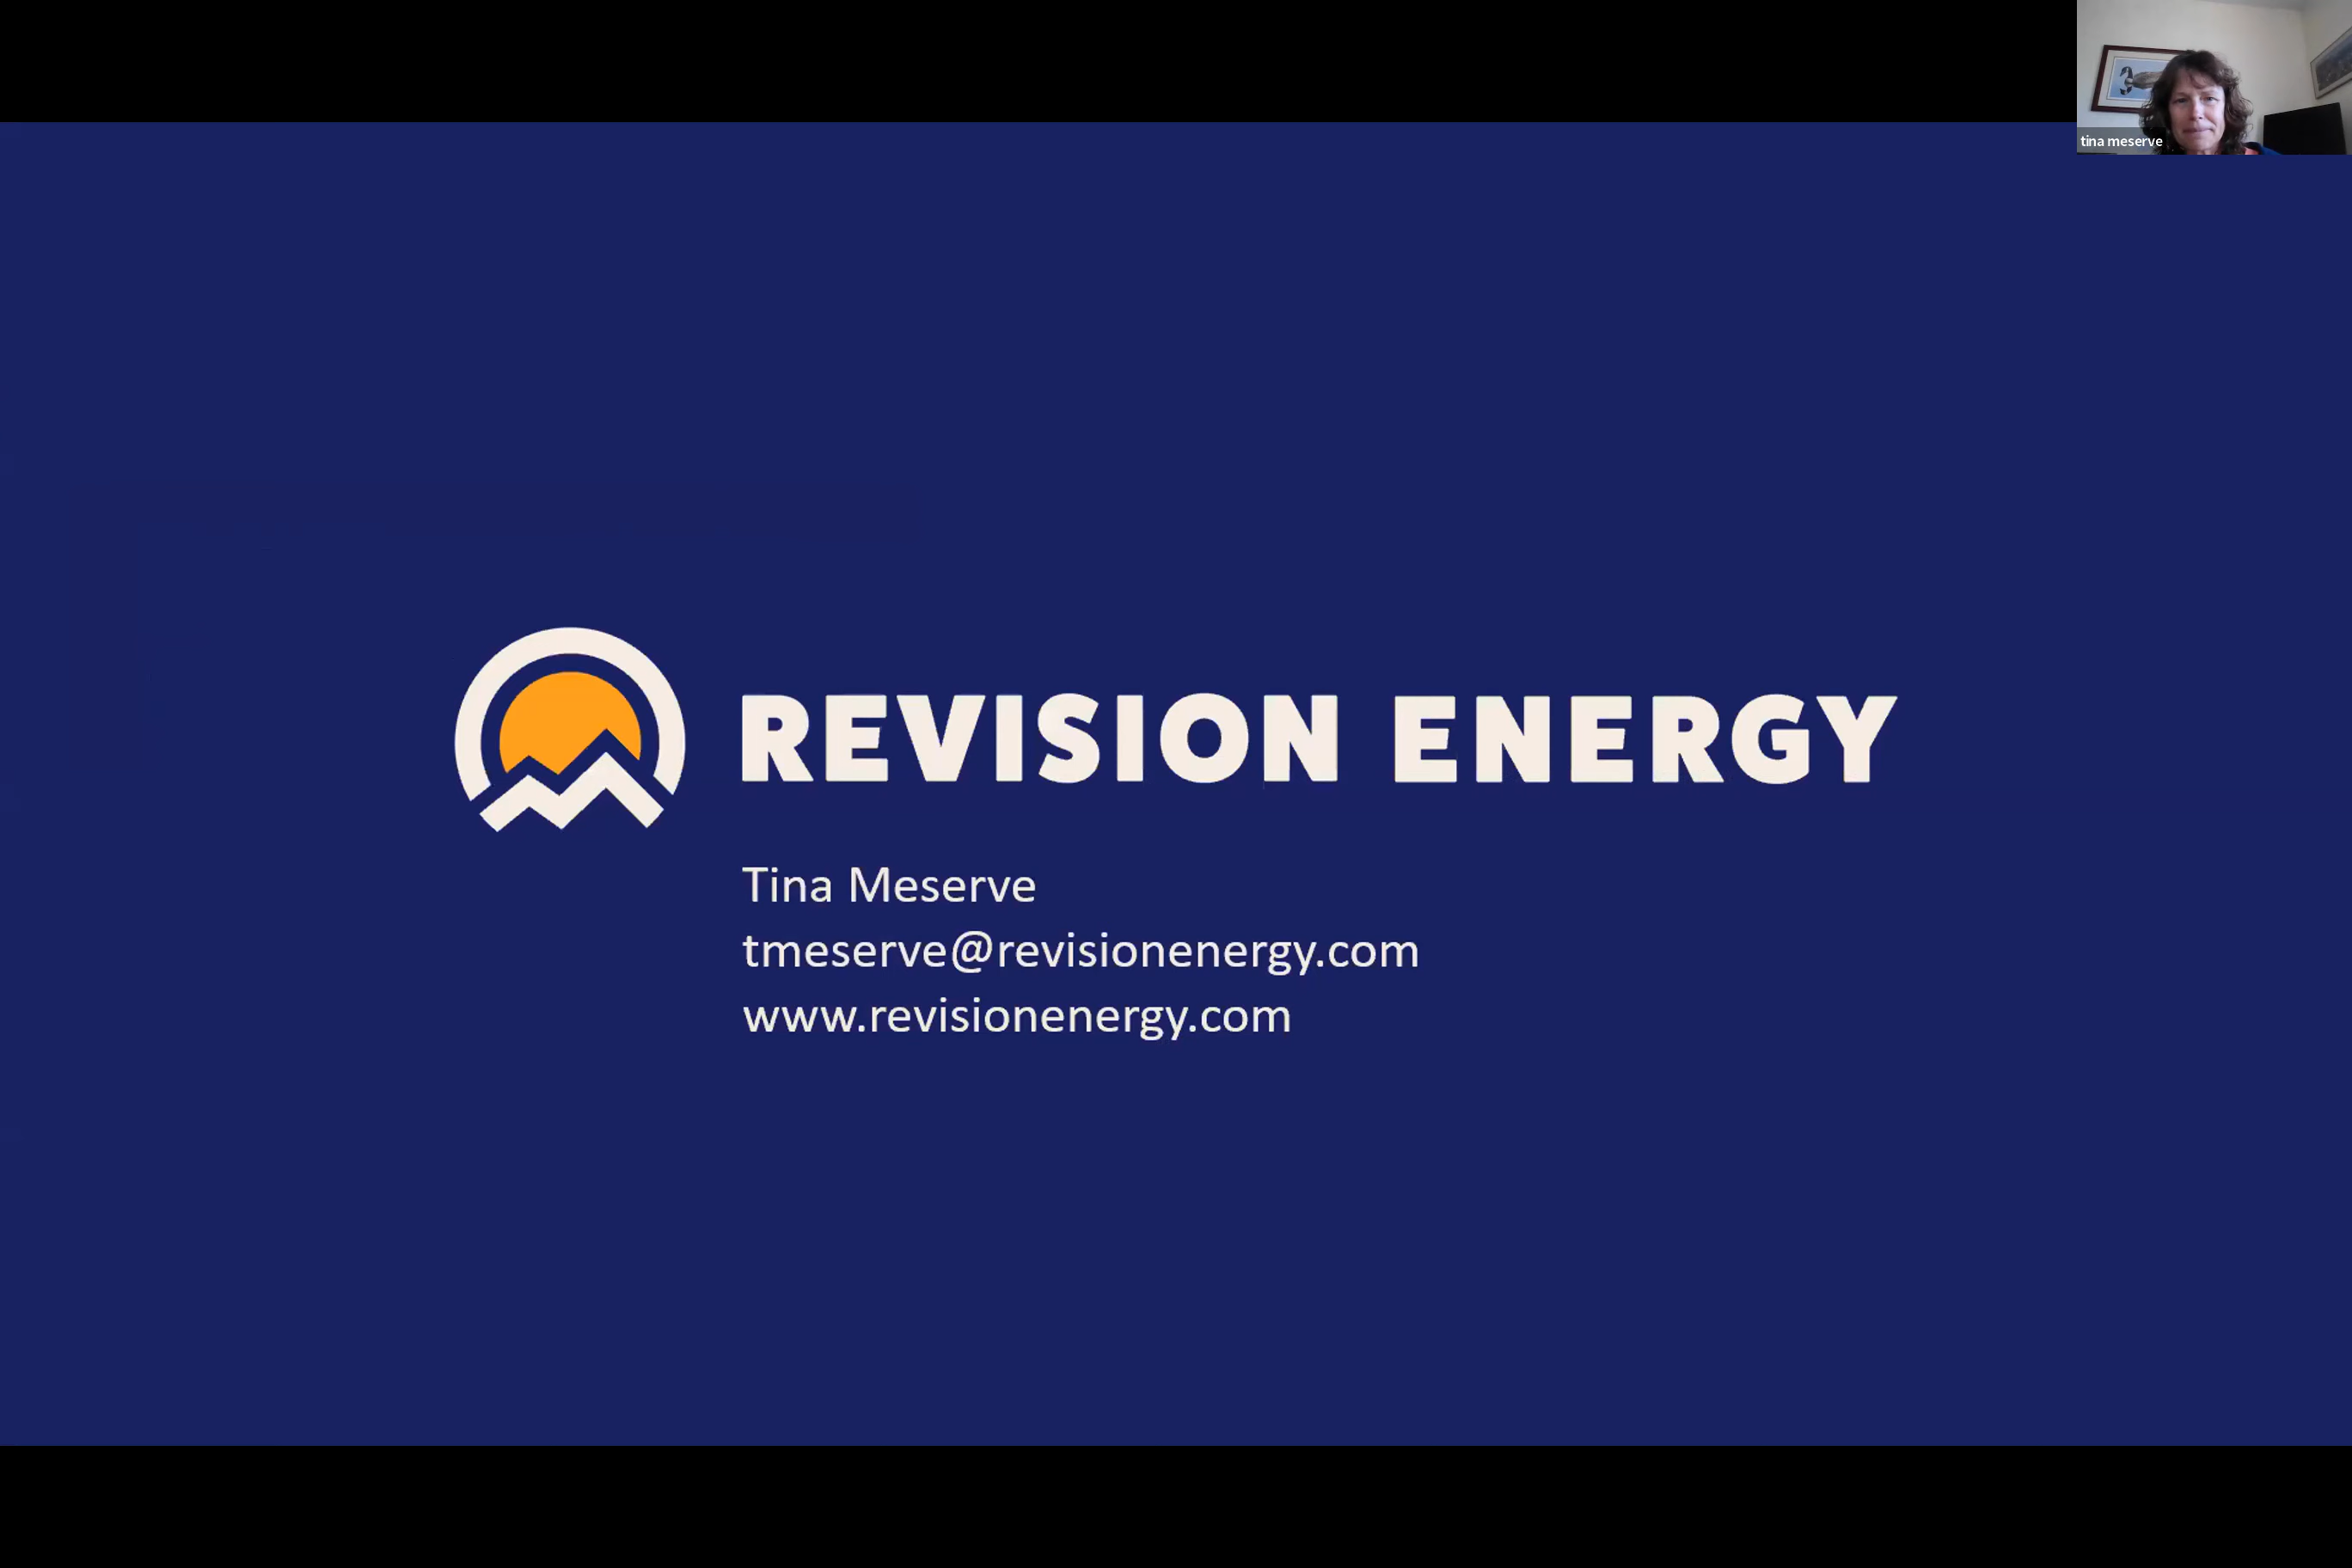 tina meserve
REVISION ENERGY
Tina Meserve
tmeserve@revisionenergy.com
www.revisionenergy.com